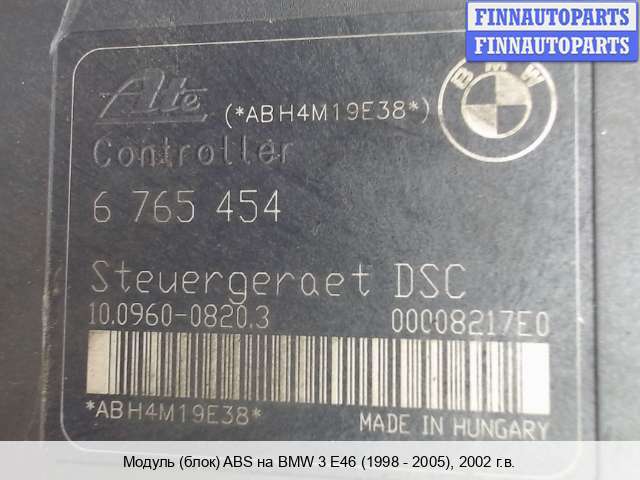 FINNAUTOPARTS
FINNAUTOPARTS
BMW
Ate (*ABH4M19E38*)
Controller
6 765 454
Steuergeraet DSC
10.0960-0820.3 00008217E0
*ABH4M19E38*
MADE IN HUNGARY
Модуль (блок) ABS на BMW 3 E46 (1998 - 2005), 2002 г.в.